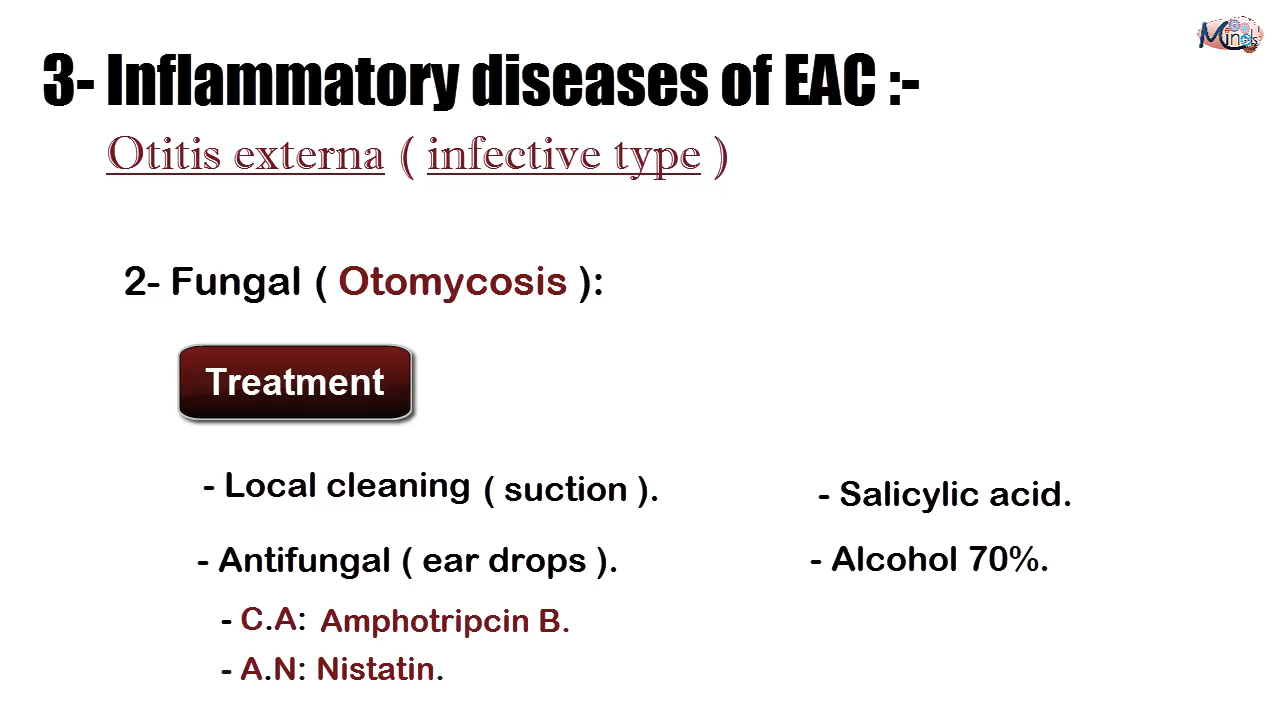 3- Inflammatory diseases of EAC :-
Otitis externa ( infective type )
2- Fungal ( Otomycosis ):
Treatment
- Local cleaning ( suction ).
- Antifungal ( ear drops ).
- C.A: Amphotripcin B.
- A.N: Nistatin.
- Salicylic acid.
- Alcohol 70%.
Minds